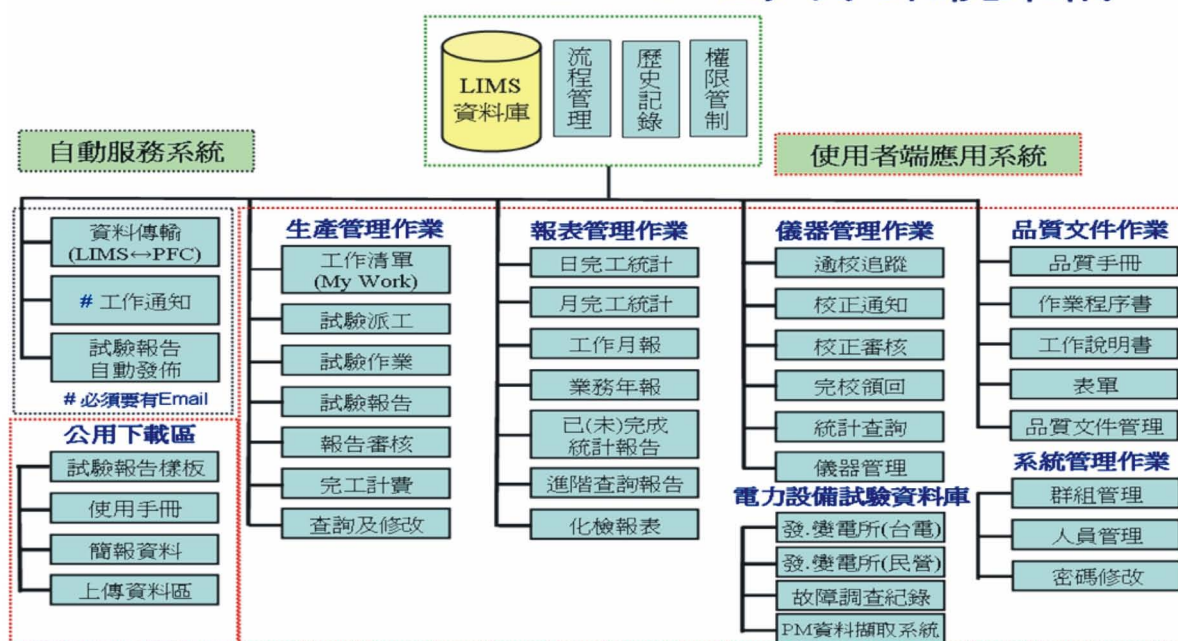 LIMS
資料庫
流程管理
歷史記錄
權限管制
自動服務系統
使用者端應用系統
資料傳輸
(LIMS↔PFC)
# 工作通知
試驗報告
自動發佈
# 必須要有Email
公用下載區
試驗報告樣板
使用手冊
簡報資料
上傳資料區
生產管理作業
工作清單
(My Work)
試驗派工
試驗作業
試驗報告
報告審核
完工計費
查詢及修改
報表管理作業
日完工統計
月完工統計
工作月報
業務年報
已(未)完成
統計報告
進階查詢報告
化檢報表
儀器管理作業
逾校追蹤
校正通知
校正審核
完校領回
統計查詢
儀器管理
電力設備試驗資料庫
發.變電所(台電)
發.變電所(民營)
故障調查紀錄
PM資料擷取系統
品質文件作業
品質手冊
作業程序書
工作說明書
表單
品質文件管理
系統管理作業
群組管理
人員管理
密碼修改